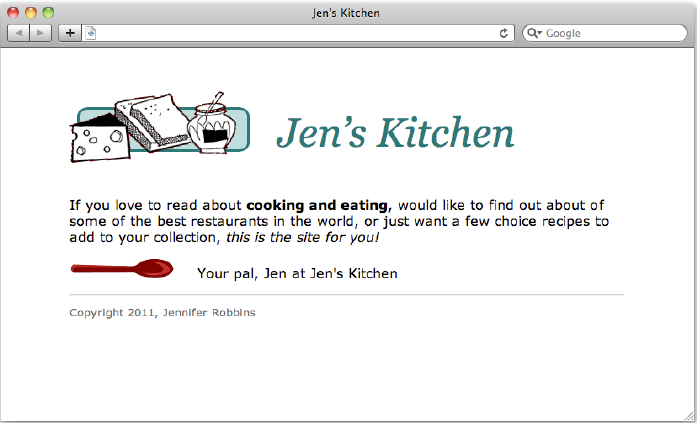 Jen's Kitchen
Google
Jen’s Kitchen
If you love to read about cooking and eating, would like to find out about of
some of the best restaurants in the world, or just want a few choice recipes to
add to your collection, this is the site for you!
Your pal, Jen at Jen's Kitchen
Copyright 2011, Jennifer Robbins